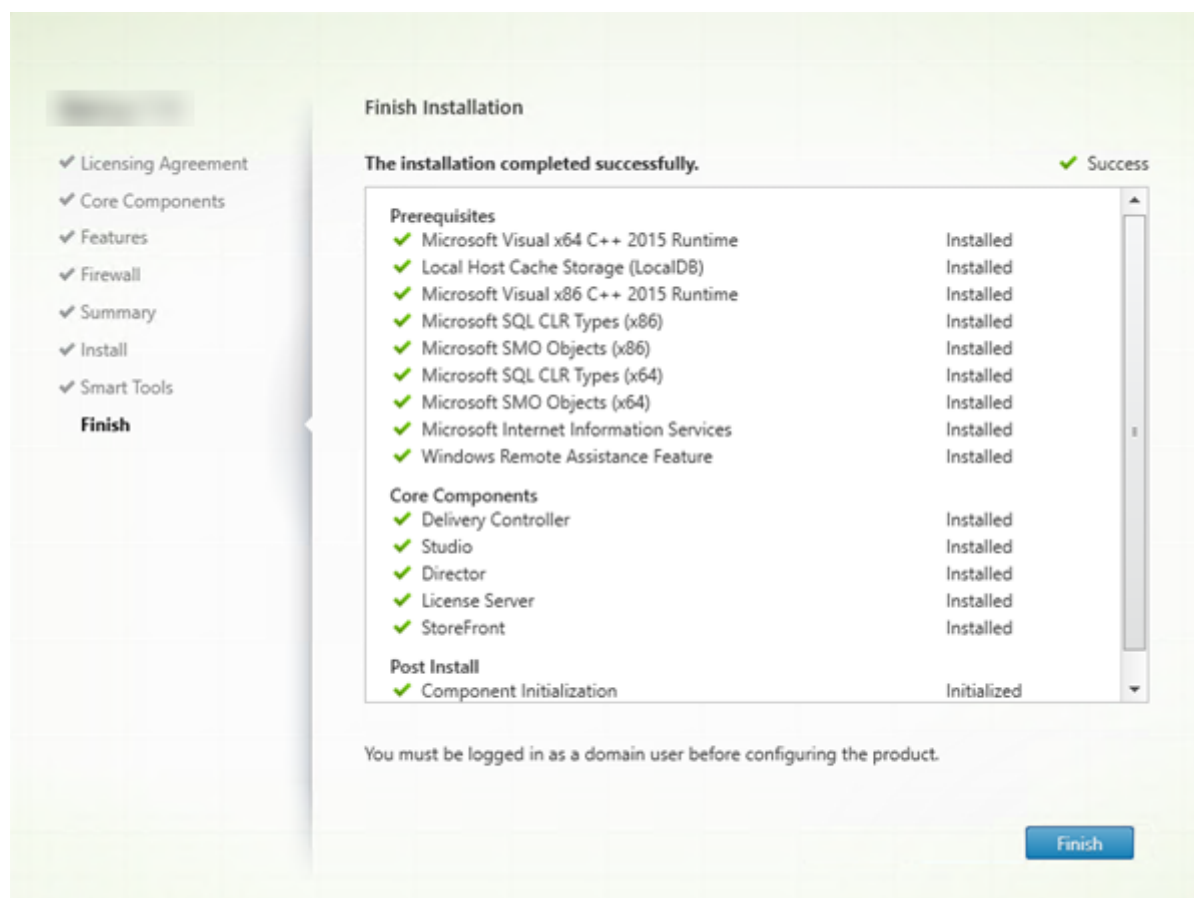 Finish Installation
Licensing Agreement
Core Components
Features
Firewall
Summary
Install
Smart Tools
Finish
The installation completed successfully.
Success
Prerequisites
Microsoft Visual x64 C++ 2015 Runtime Installed
Local Host Cache Storage (LocalDB) Installed
Microsoft Visual x86 C++ 2015 Runtime Installed
Microsoft SQL CLR Types (x86) Installed
Microsoft SMO Objects (x86) Installed
Microsoft SQL CLR Types (x64) Installed
Microsoft SMO Objects (x64) Installed
Microsoft Internet Information Services Installed
Windows Remote Assistance Feature Installed
Core Components
Delivery Controller Installed
Studio Installed
Director Installed
License Server Installed
StoreFront Installed
Post Install
Component Initialization Initialized
You must be logged in as a domain user before configuring the product.
Finish